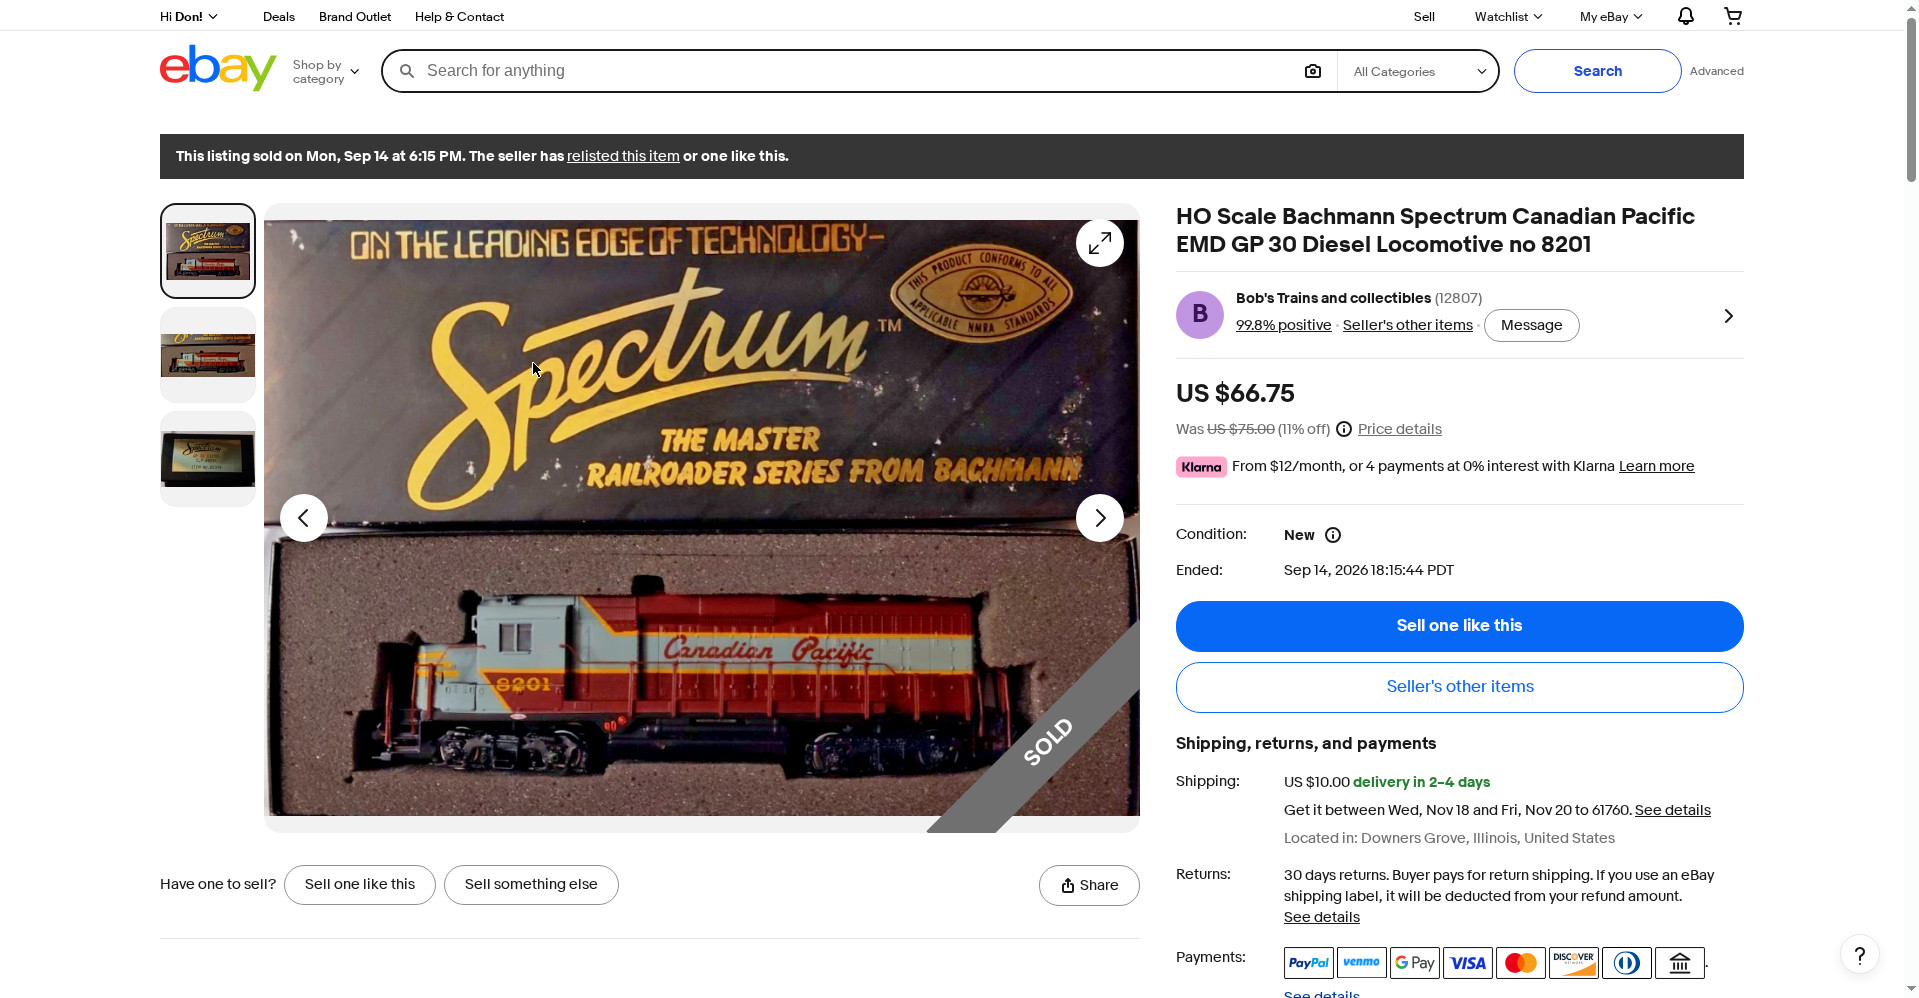 Hi Don!
Deals
Brand Outlet
Help & Contact
Sell
Watchlist
My eBay
ebay
Shop by
category
Search for anything
All Categories
Search
Advanced
This listing sold on Mon, Sep 14 at 6:15 PM. The seller has relisted this item or one like this.
ON THE LEADING EDGE OF TECHNOLOGY-
THIS PRODUCT CONFORMS TO ALL
APPLICABLE NMRA STANDARDS
Spectrum TM
THE MASTER
RAILROADER SERIES FROM BACHMANN
Canadian Pacific
8201
SOLD
HO Scale Bachmann Spectrum Canadian Pacific
EMD GP 30 Diesel Locomotive no 8201
B
Bob's Trains and collectibles (12807)
99.8% positive · Seller's other items · Message
US $66.75
Was US $75.00 (11% off) Price details
Klarna From $12/month, or 4 payments at 0% interest with Klarna Learn more
Condition: New
Ended: Sep 14, 2026 18:15:44 PDT
Sell one like this
Seller's other items
Shipping, returns, and payments
Shipping: US $10.00 delivery in 2–4 days
Get it between Wed, Nov 18 and Fri, Nov 20 to 61760. See details
Located in: Downers Grove, Illinois, United States
Returns: 30 days returns. Buyer pays for return shipping. If you use an eBay
shipping label, it will be deducted from your refund amount.
See details
Payments: PayPal venmo G Pay VISA DISCOVER
See details
Have one to sell? Sell one like this Sell something else
Share
?